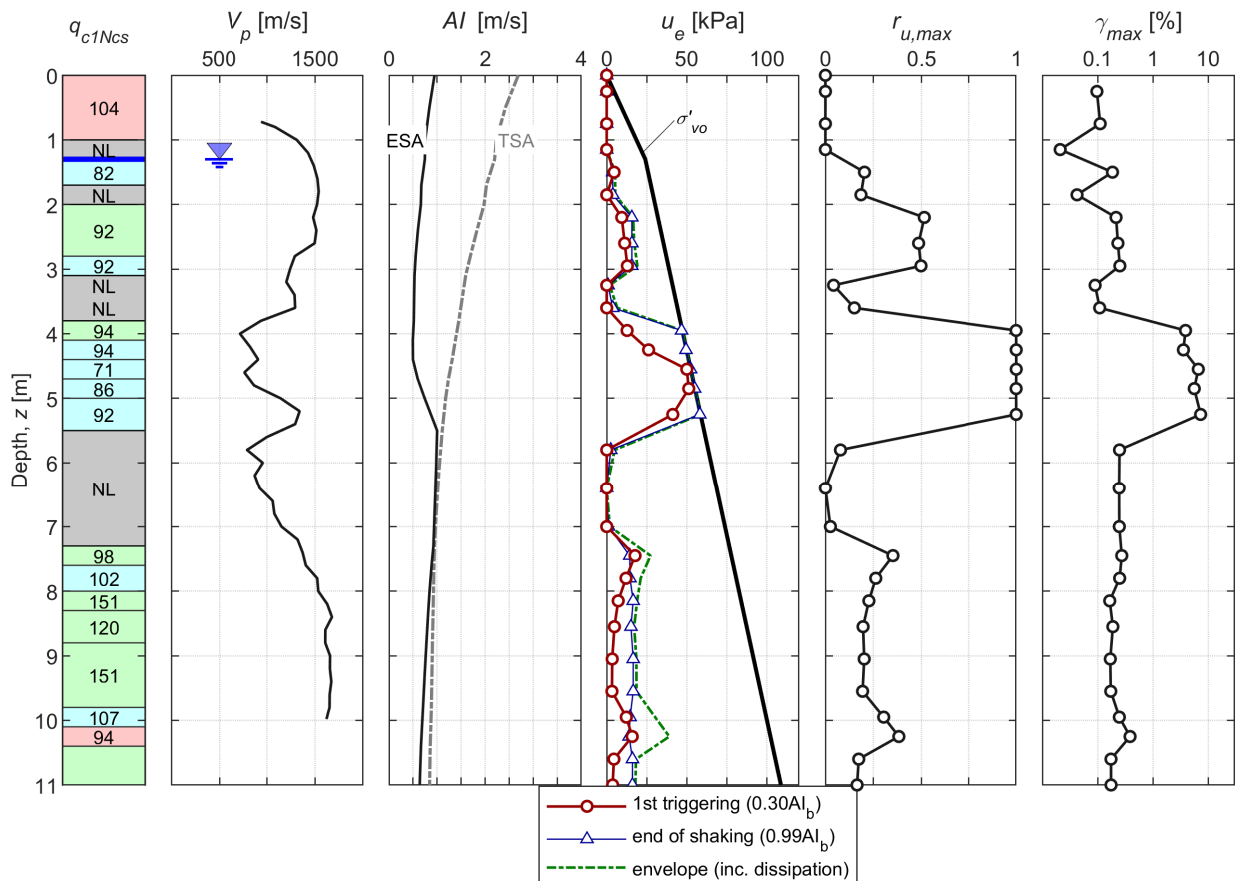 q_c1Ncs
V_p [m/s]
AI [m/s]
u_e [kPa]
r_u,max
γ_max [%]
500 1500
0 2 4
0 50 100
0 0.5 1
0.1 1 10
Depth, z [m]
0
1
2
3
4
5
6
7
8
9
10
11
104
NL
82
NL
92
92
NL
NL
94
94
71
86
92
NL
98
102
151
120
151
107
94
ESA
TSA
σ'_vo
1st triggering (0.30AI_b)
end of shaking (0.99AI_b)
envelope (inc. dissipation)